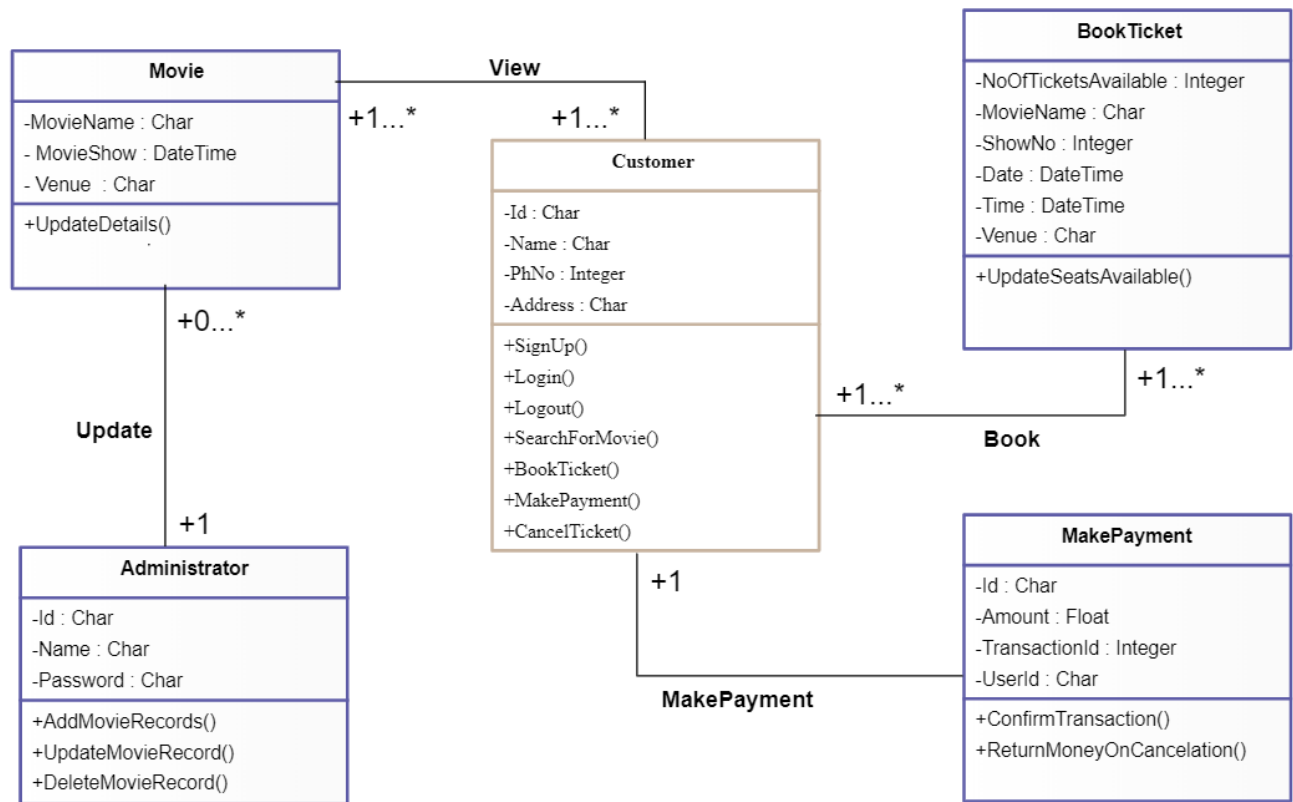 Movie
-MovieName : Char
- MovieShow : DateTime
- Venue : Char
+UpdateDetails()
.
View
+1...*
+1...*
Customer
-Id : Char
-Name : Char
-PhNo : Integer
-Address : Char
+SignUp()
+Login()
+Logout()
+SearchForMovie()
+BookTicket()
+MakePayment()
+CancelTicket()
BookTicket
-NoOfTicketsAvailable : Integer
-MovieName : Char
-ShowNo : Integer
-Date : DateTime
-Time : DateTime
-Venue : Char
+UpdateSeatsAvailable()
+0...*
Update
+1
+1...*
+1...*
Book
Administrator
-Id : Char
-Name : Char
-Password : Char
+AddMovieRecords()
+UpdateMovieRecord()
+DeleteMovieRecord()
+1
MakePayment
MakePayment
-Id : Char
-Amount : Float
-TransactionId : Integer
-UserId : Char
+ConfirmTransaction()
+ReturnMoneyOnCancelation()